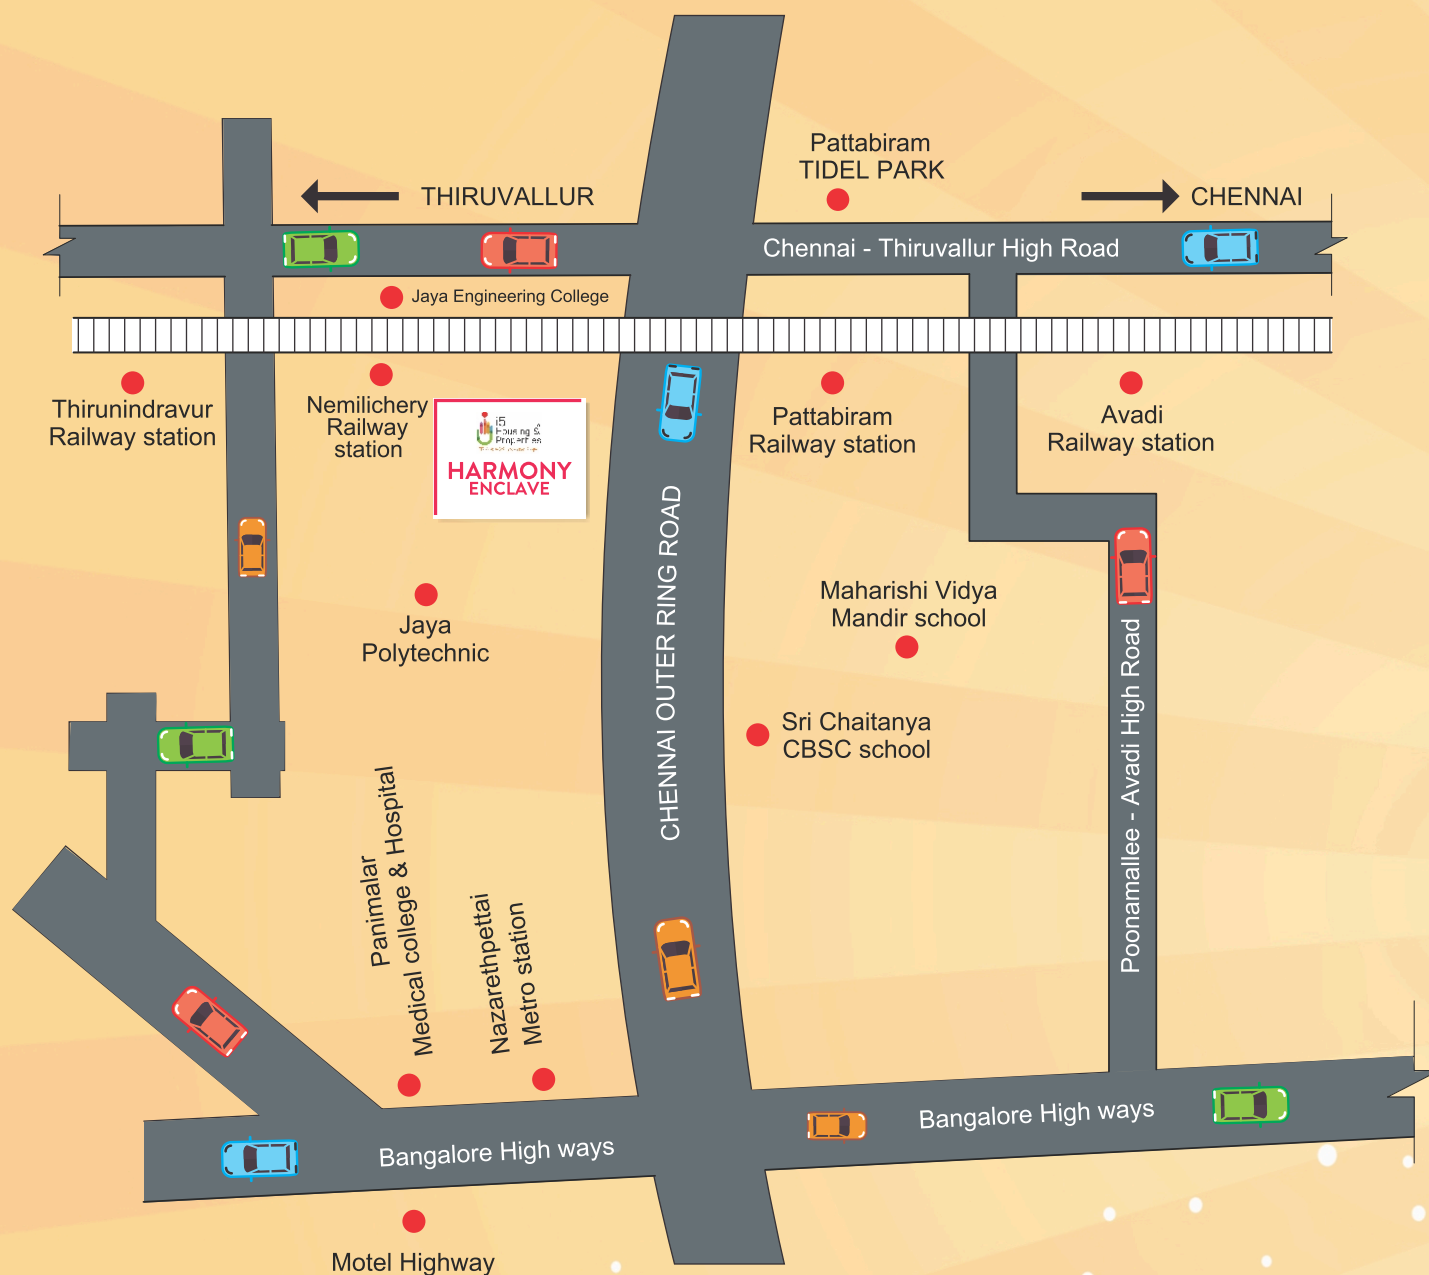 Pattabiram
TIDEL PARK
THIRUVALLUR
CHENNAI
Chennai - Thiruvallur High Road
Jaya Engineering College
Thirunindravur
Railway station
Nemilichery
Railway
station
i5
Housing &
Properties
HARMONY
ENCLAVE
Pattabiram
Railway station
Avadi
Railway station
CHENNAI OUTER RING ROAD
Jaya
Polytechnic
Maharishi Vidya
Mandir school
Sri Chaitanya
CBSC school
Poonamallee - Avadi High Road
Panimalar
Medical college & Hospital
Nazarethpettai
Metro station
Bangalore High ways
Bangalore High ways
Motel Highway